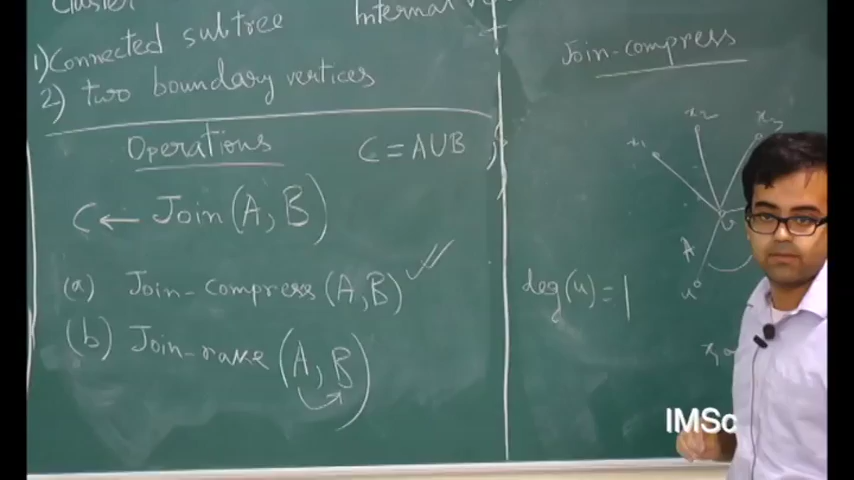 Cluster
Internal
1) Connected subtree
2) two boundary vertices
Operations
C = A∪B
C ← Join (A, B)
(a) Join-compress (A, B) ✓✓
(b) Join-rake (A, B)
Join-compress
x₁
x₂
x₃
A
u
deg(u) = 1
IMSc